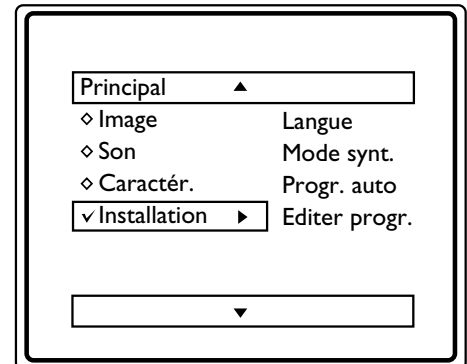 Principal
Image
Son
Caractér.
Installation
Langue
Mode synt.
Progr. auto
Editer progr.